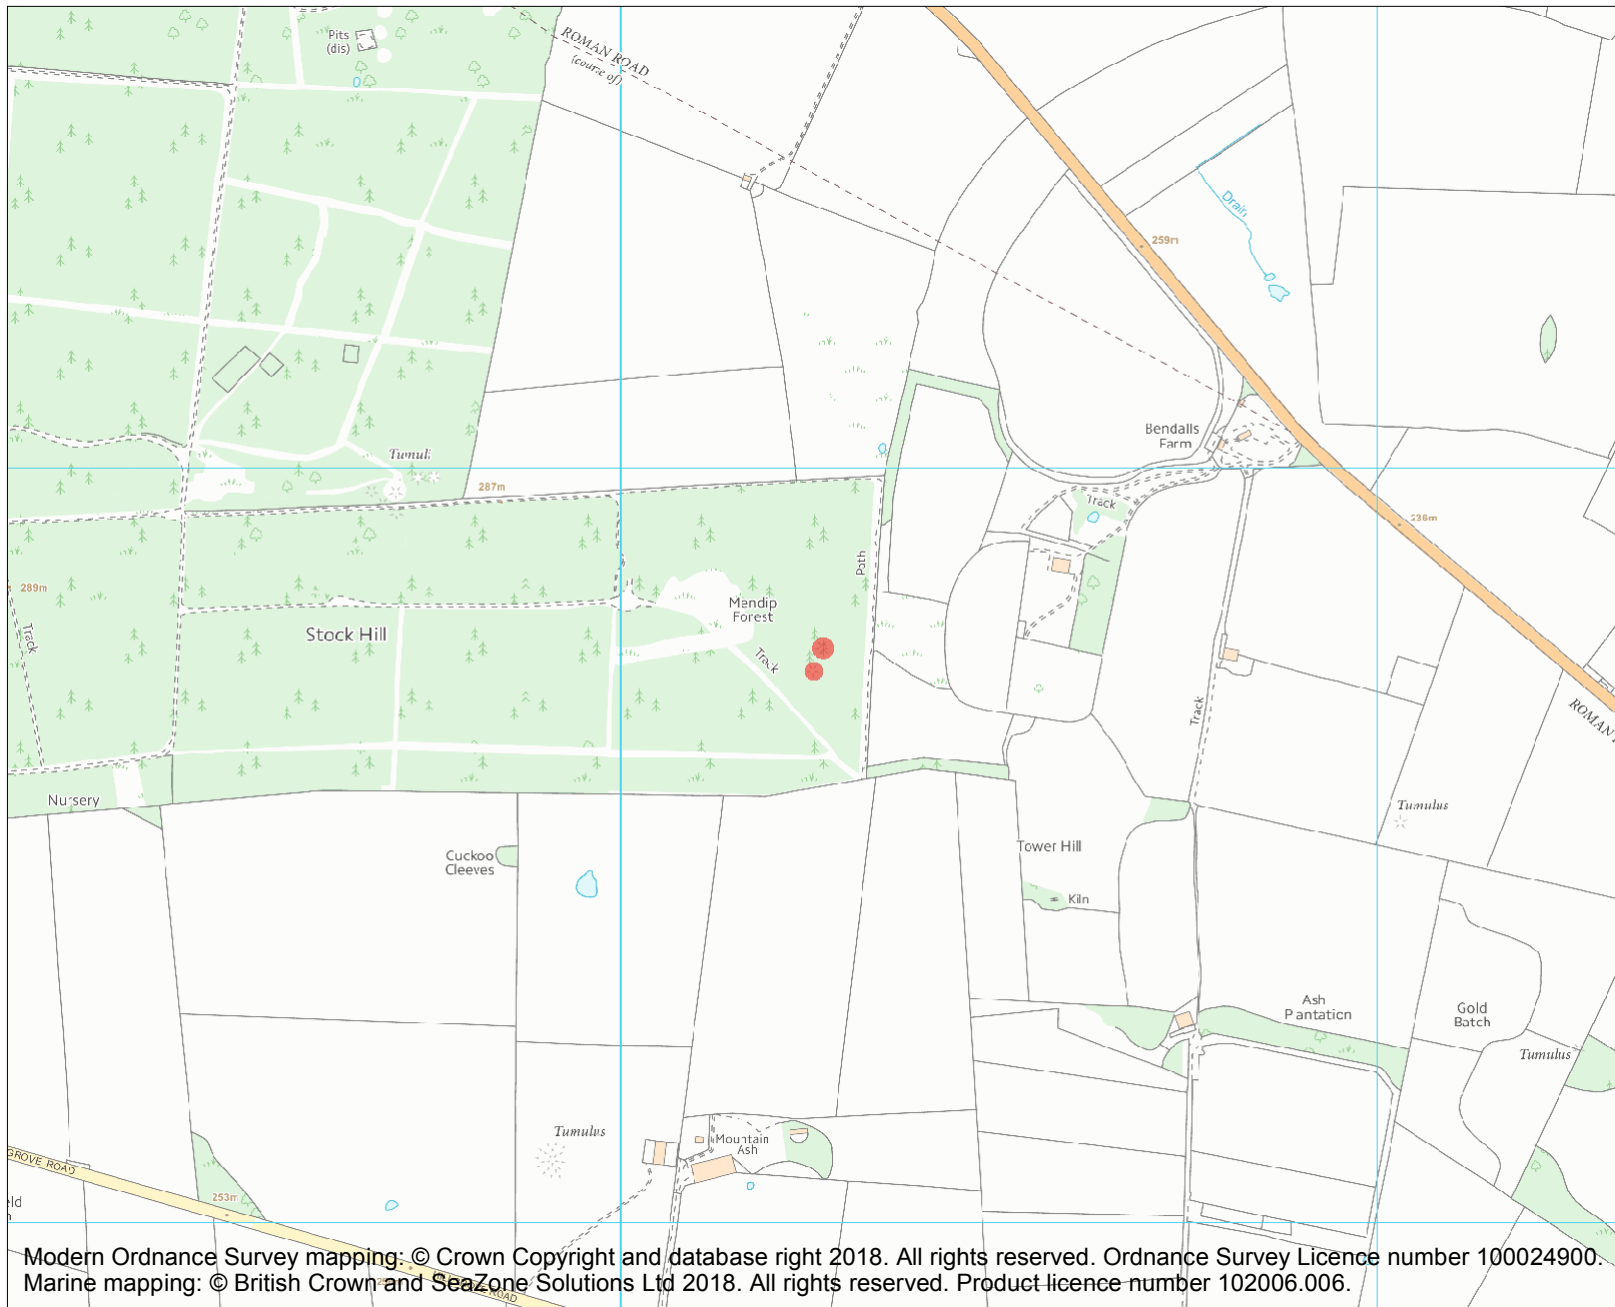 Pits
(dis)
ROMAN ROAD
(course of)
Drain
259m
Bendalls
Farm
Tumuli
287m
Track
236m
Path
289m
Track
Stock Hill
Mendip
Forest
Track
Track
ROMAN
Nursery
Tumulus
Tower Hill
Cuckoo
Cleeves
Kiln
Ash
Plantation
Gold
Batch
Tumulus
Tumulus
Mountain
Ash
GROVE ROAD
253m
eld
Modern Ordnance Survey mapping: © Crown Copyright and database right 2018. All rights reserved. Ordnance Survey Licence number 100024900.
Marine mapping: © British Crown and SeaZone Solutions Ltd 2018. All rights reserved. Product licence number 102006.006.
ROAD